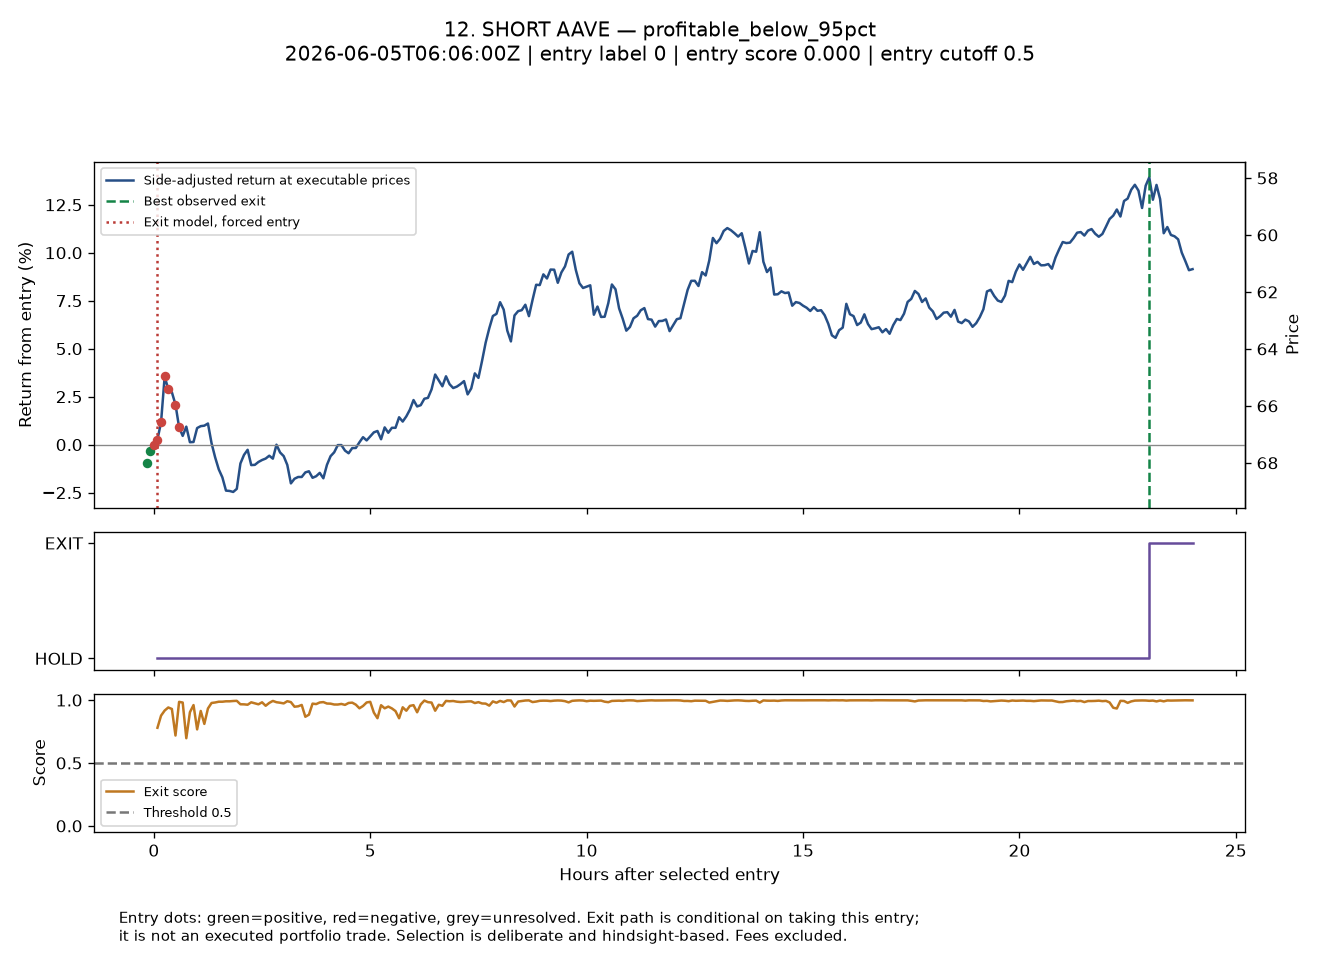 12. SHORT AAVE — profitable_below_95pct
2026-06-05T06:06:00Z | entry label 0 | entry score 0.000 | entry cutoff 0.5
Side-adjusted return at executable prices
Best observed exit
Exit model, forced entry
Return from entry (%)
12.5
10.0
7.5
5.0
2.5
0.0
−2.5
58
60
62
64
66
68
Price
EXIT
HOLD
Score
1.0
0.5
0.0
Exit score
Threshold 0.5
0
5
10
15
20
25
Hours after selected entry
Entry dots: green=positive, red=negative, grey=unresolved. Exit path is conditional on taking this entry;
it is not an executed portfolio trade. Selection is deliberate and hindsight-based. Fees excluded.